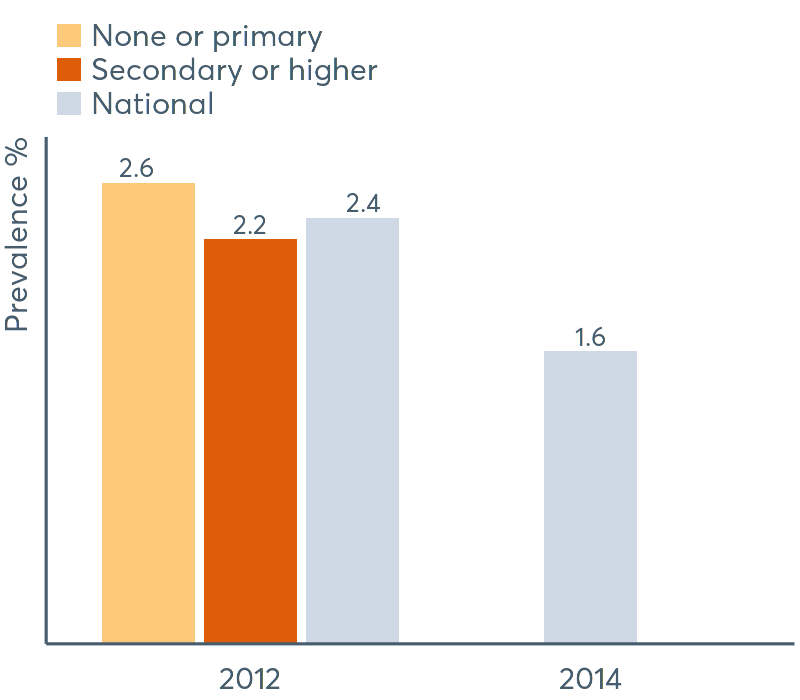 None or primary
Secondary or higher
National
Prevalence %
2.6
2.2
2.4
1.6
2012
2014